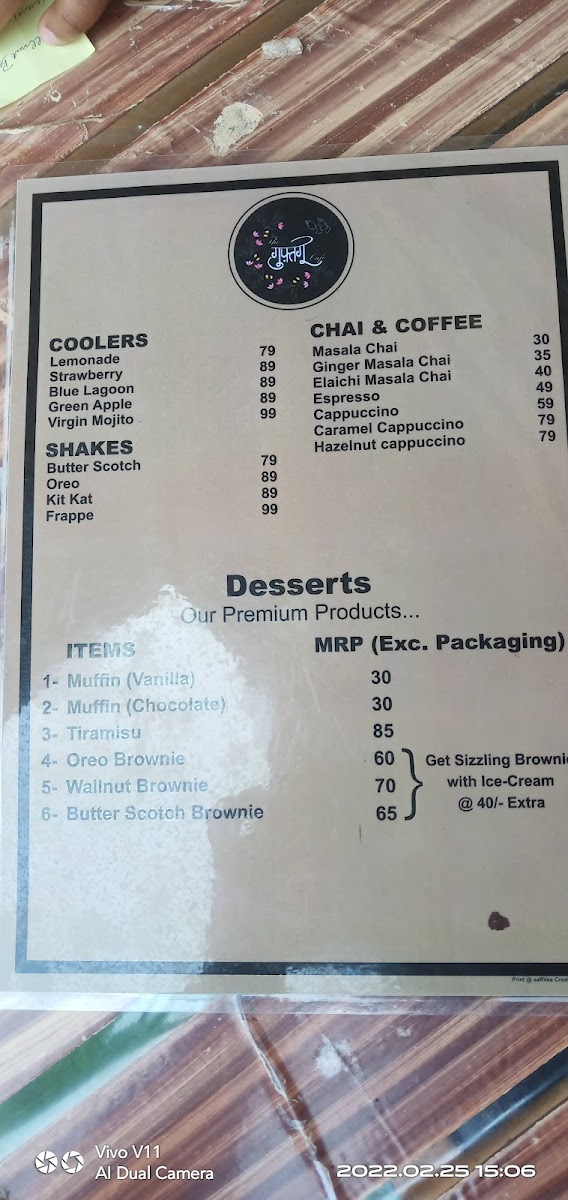 The
गुफ़्तगू
Cafe
COOLERS
Lemonade 79
Strawberry 89
Blue Lagoon 89
Green Apple 89
Virgin Mojito 99
SHAKES
Butter Scotch 79
Oreo 89
Kit Kat 89
Frappe 99
CHAI & COFFEE
Masala Chai 30
Ginger Masala Chai 35
Elaichi Masala Chai 40
Espresso 49
Cappuccino 59
Caramel Cappuccino 79
Hazelnut cappuccino 79
Desserts
Our Premium Products...
ITEMS MRP (Exc. Packaging)
1- Muffin (Vanilla) 30
2- Muffin (Chocolate) 30
3- Tiramisu 85
4- Oreo Brownie 60
5- Wallnut Brownie 70
6- Butter Scotch Brownie 65
Get Sizzling Brownie
with Ice-Cream
@ 40/- Extra
Print @
Vivo V11
AI Dual Camera
2022.02.25 15:06